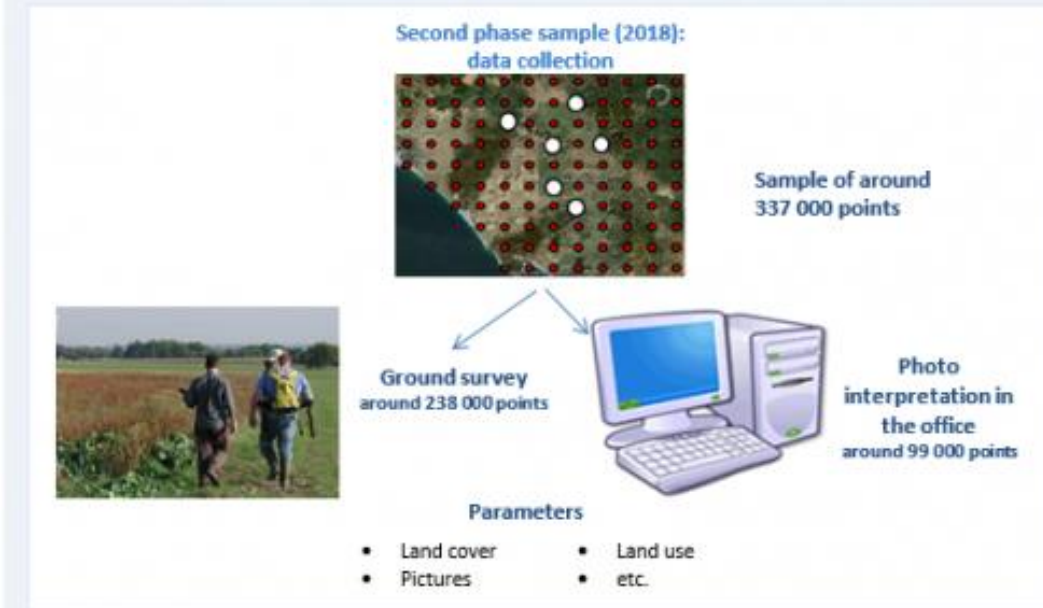 Second phase sample (2018):
data collection
Sample of around
337 000 points
Ground survey
around 238 000 points
Photo
interpretation in
the office
around 99 000 points
Parameters
• Land cover
• Pictures
• Land use
• etc.